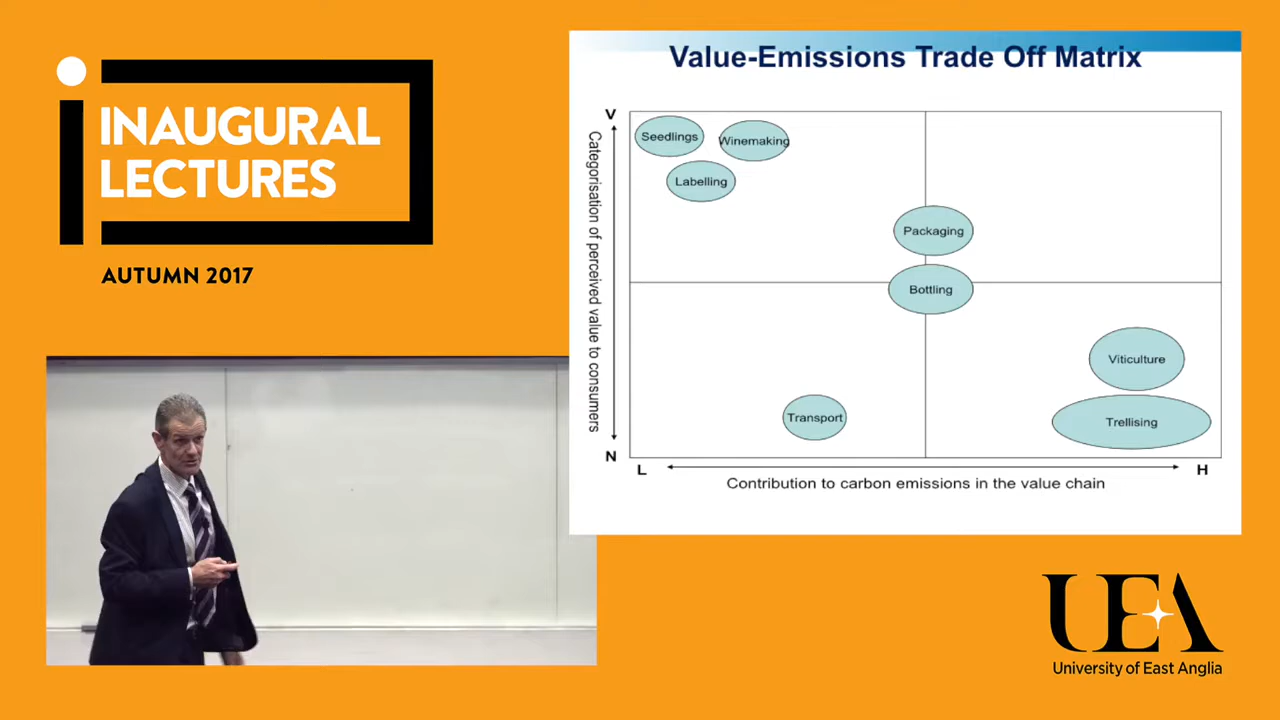 INAUGURAL
LECTURES
AUTUMN 2017
Value-Emissions Trade Off Matrix
V
Categorisation of perceived value to consumers
N
Seedlings
Winemaking
Labelling
Packaging
Bottling
Viticulture
Transport
Trellising
L
H
Contribution to carbon emissions in the value chain
UEA
University of East Anglia